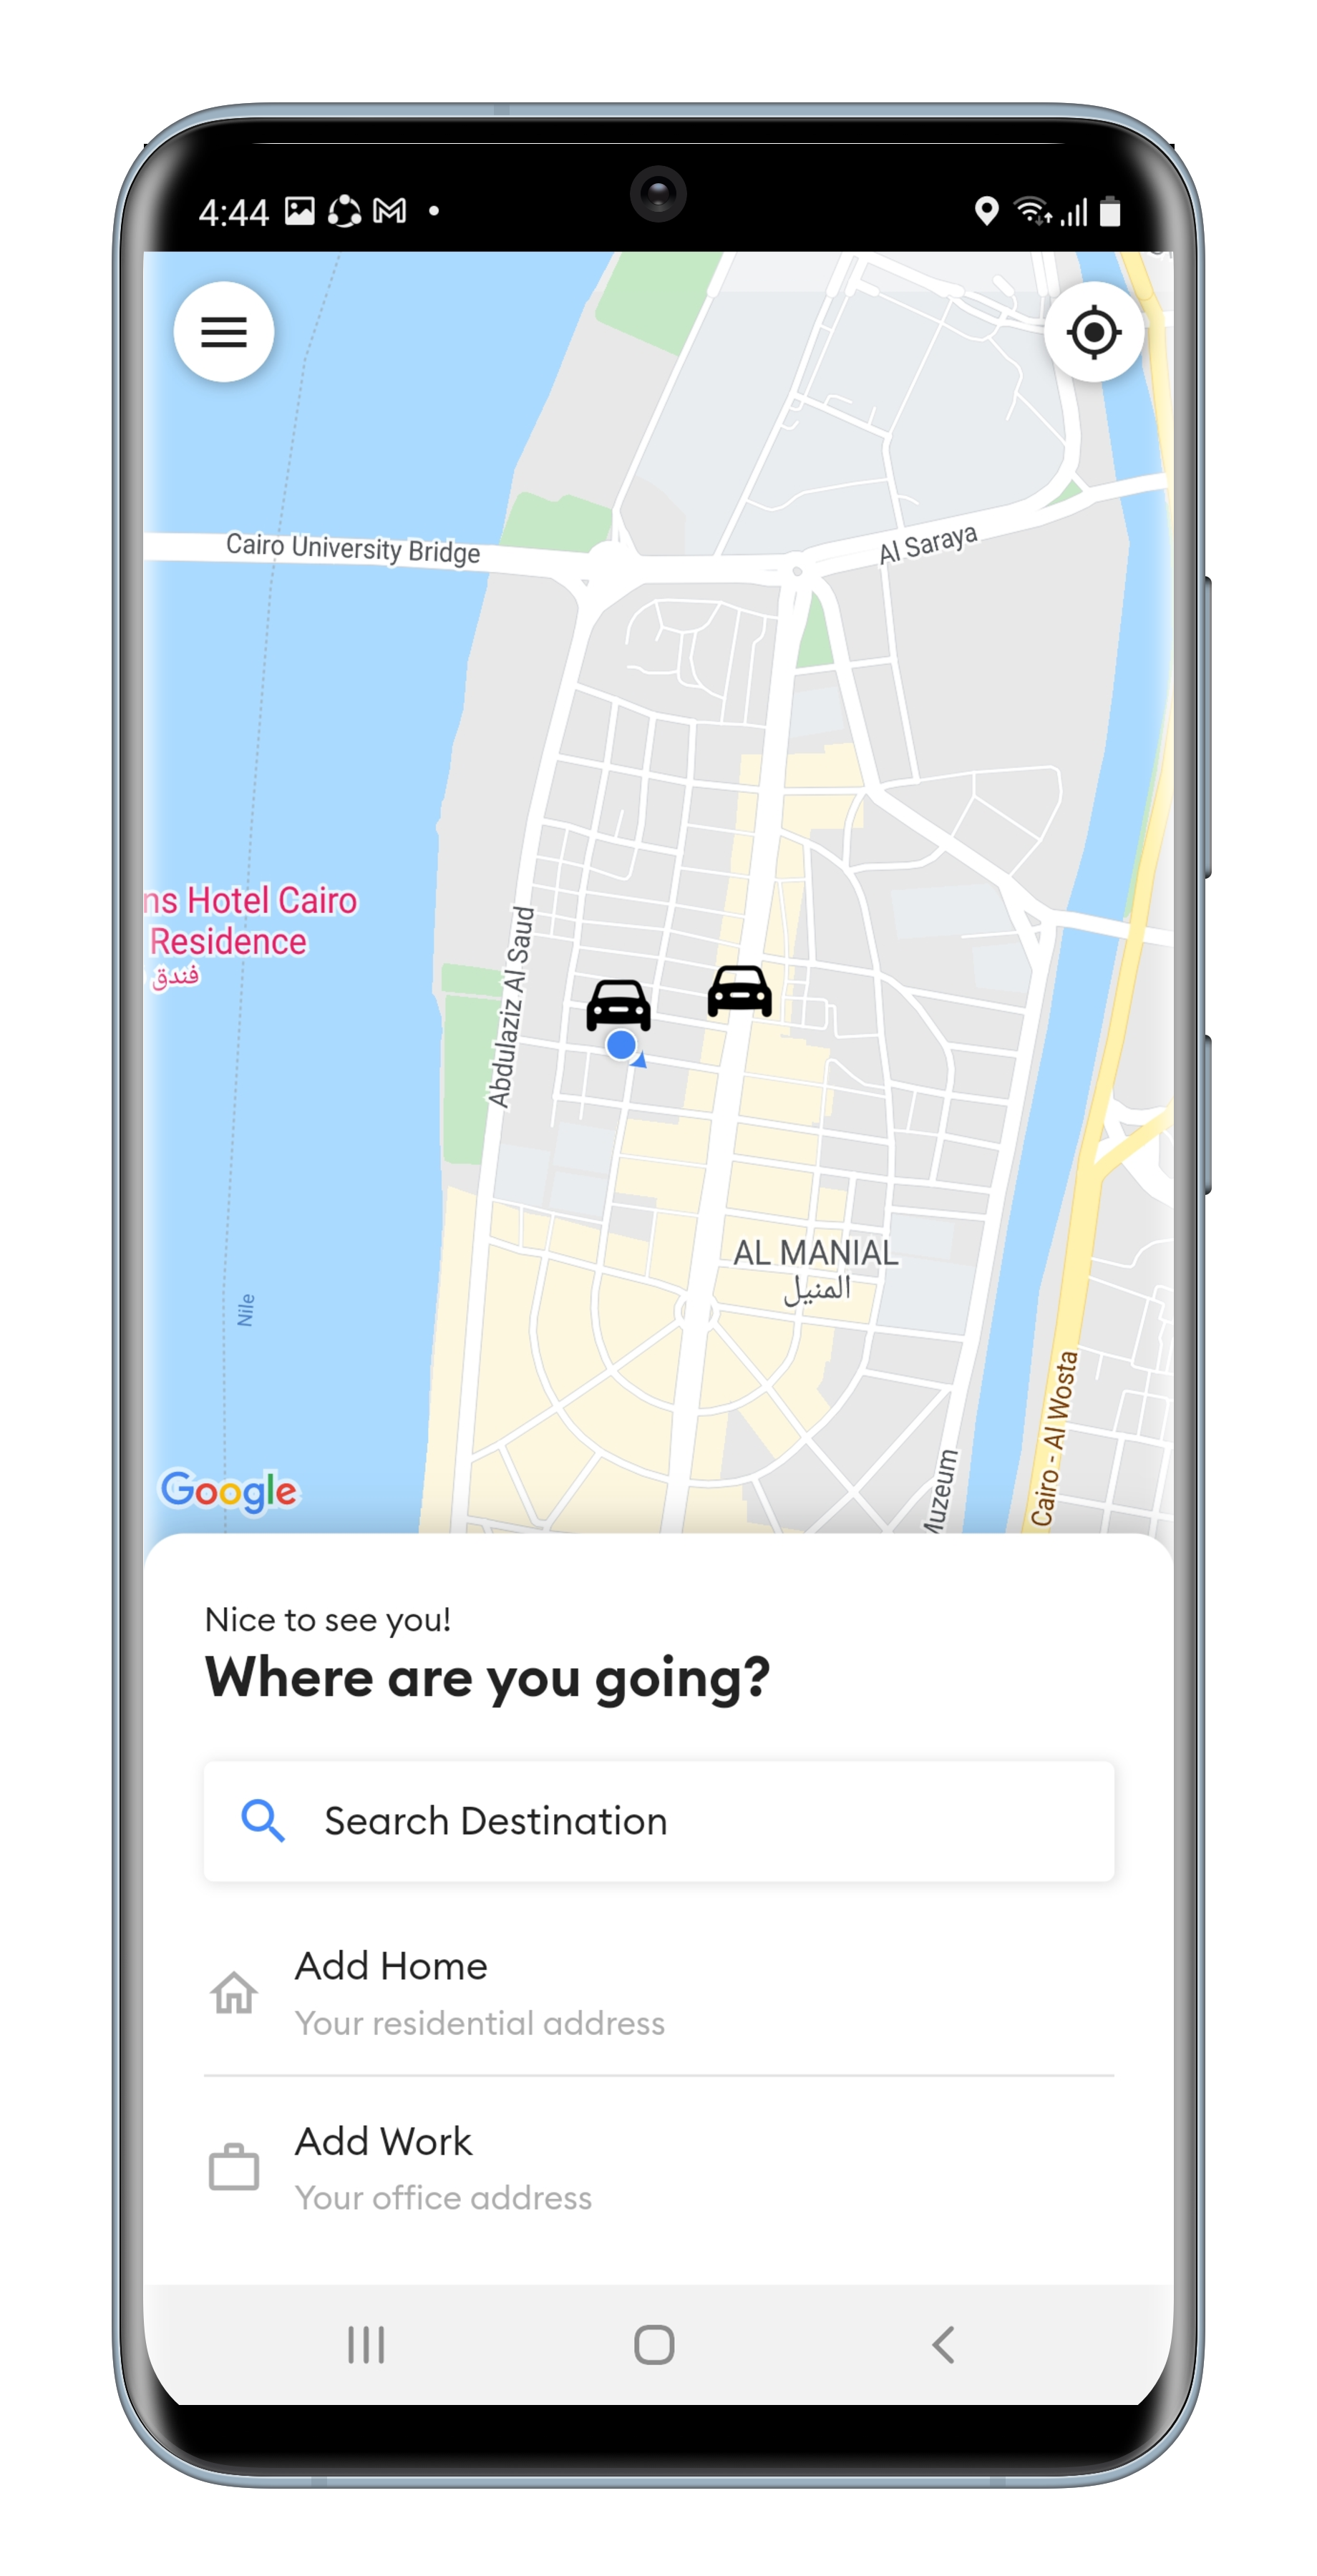 4:44
Cairo University Bridge
Al Saraya
ns Hotel Cairo
Residence
فندق
Abdulaziz Al Saud
AL MANIAL
المنيل
Nile
Cairo - Al Wosta
Muzeum
Google
Nice to see you!
Where are you going?
Search Destination
Add Home
Your residential address
Add Work
Your office address